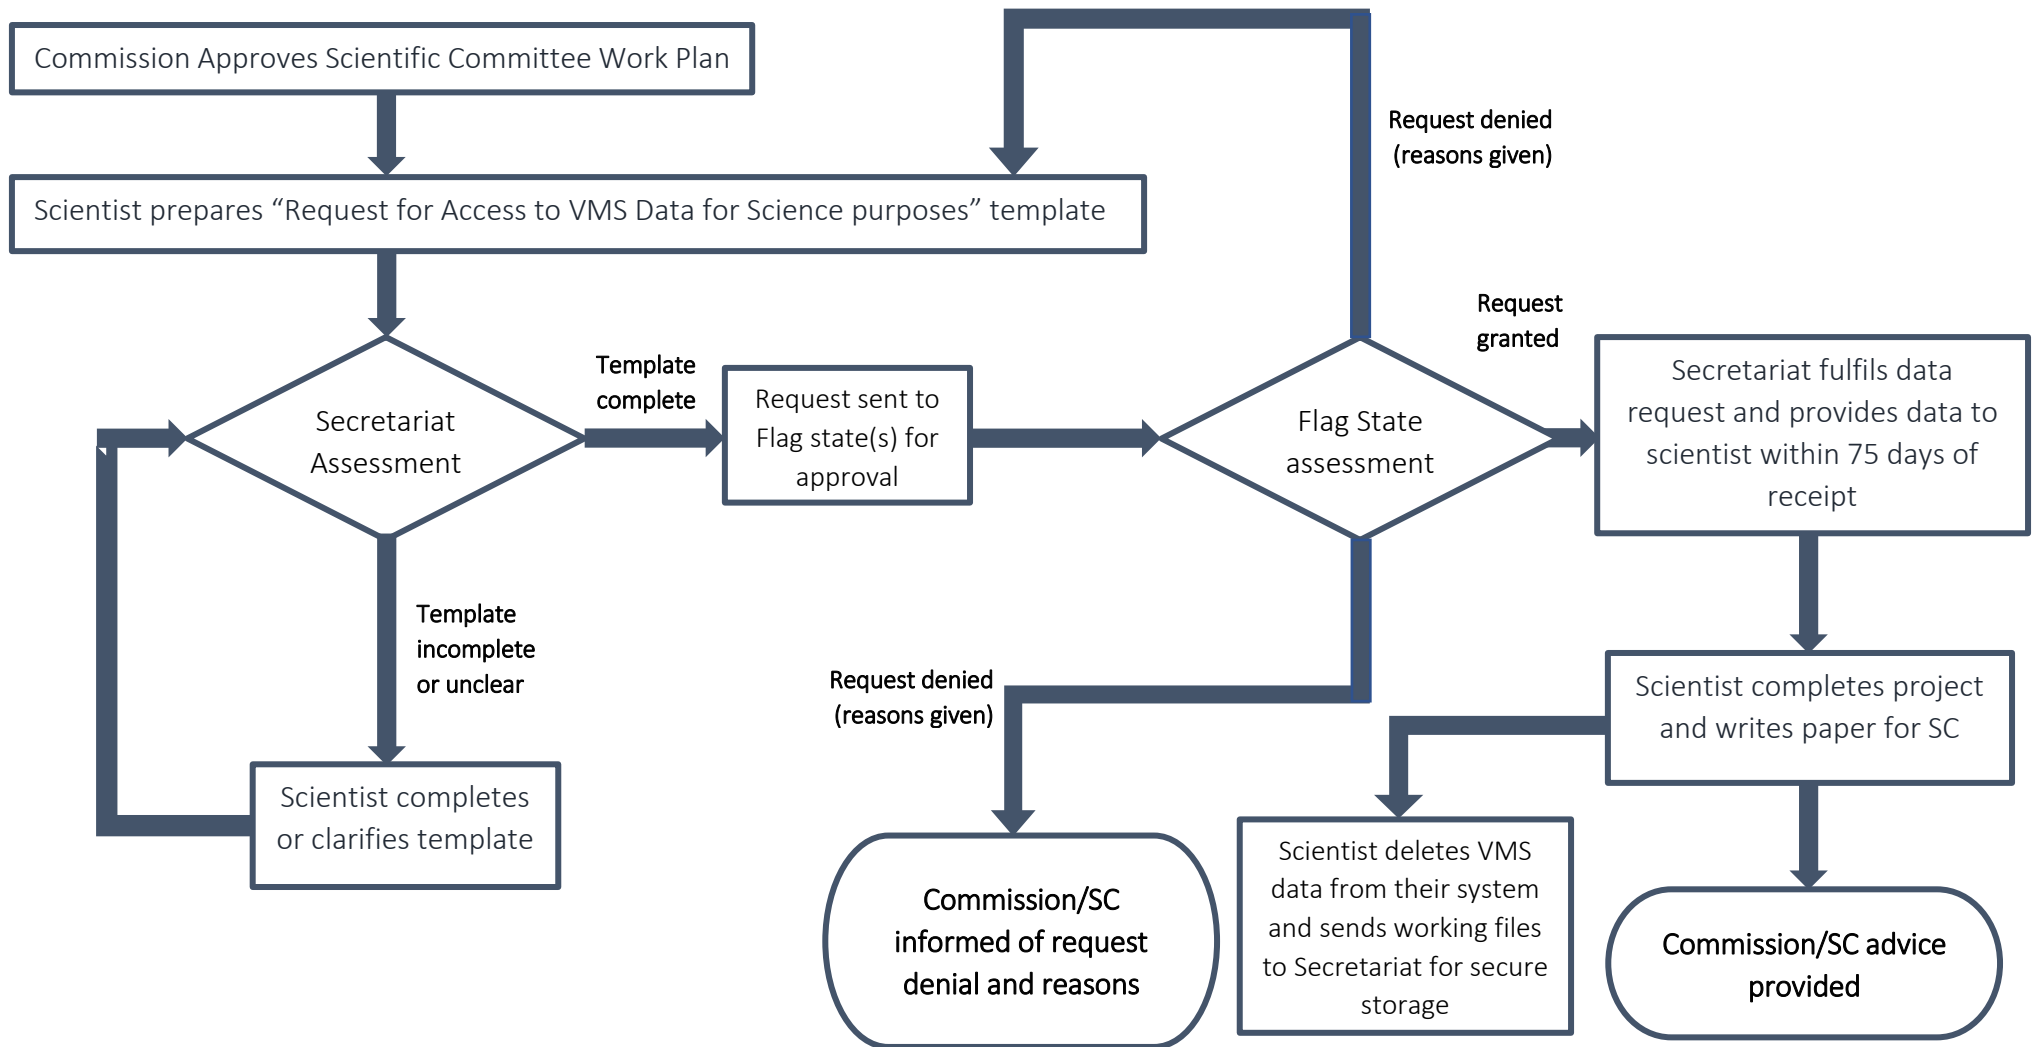 Commission Approves Scientific Committee Work Plan
Request denied
(reasons given)
Scientist prepares “Request for Access to VMS Data for Science purposes” template
Request
granted
Template
complete
Secretariat
Assessment
Request sent to
Flag state(s) for
approval
Flag State
assessment
Secretariat fulfils data
request and provides data to
scientist within 75 days of
receipt
Template
incomplete
or unclear
Request denied
(reasons given)
Scientist completes project
and writes paper for SC
Scientist completes
or clarifies template
Commission/SC
informed of request
denial and reasons
Scientist deletes VMS
data from their system
and sends working files
to Secretariat for secure
storage
Commission/SC advice
provided